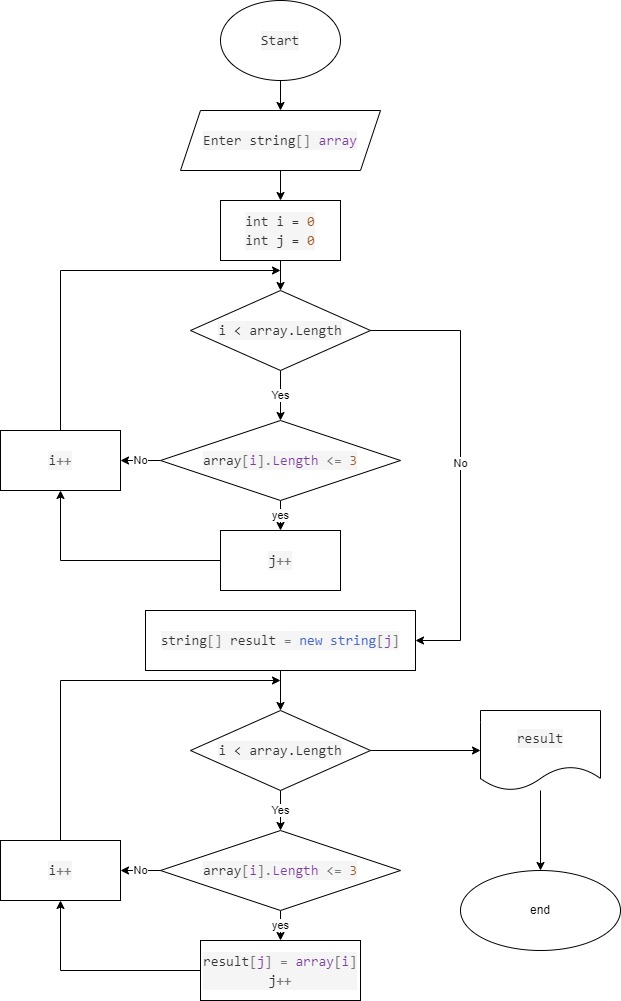 Start
Enter string[] array
int i = 0
int j = 0
i < array.Length
Yes
array[i].Length <= 3
No
i++
yes
j++
No
string[] result = new string[j]
i < array.Length
result
Yes
array[i].Length <= 3
No
i++
end
yes
result[j] = array[i]
j++